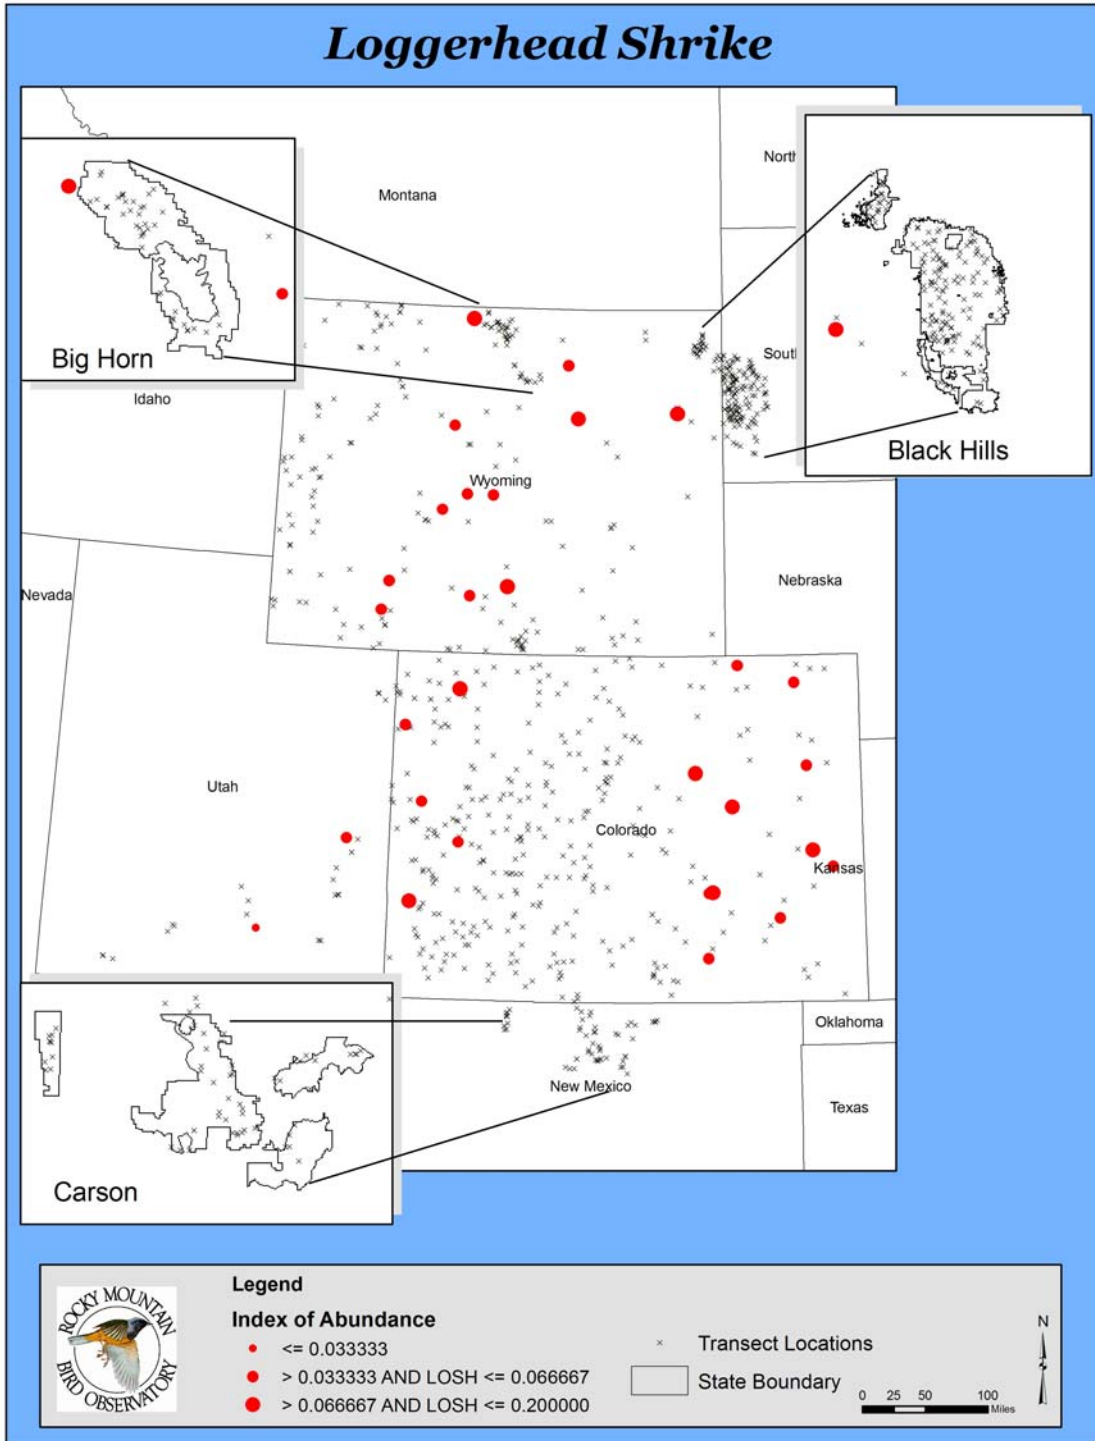 Loggerhead Shrike
Montana
North
Big Horn
Idaho
South
Black Hills
Wyoming
Nevada
Nebraska
Utah
Colorado
Kansas
Carson
New Mexico
Oklahoma
Texas
ROCKY MOUNTAIN
BIRD OBSERVATORY
Legend
Index of Abundance
<= 0.033333
> 0.033333 AND LOSH <= 0.066667
> 0.066667 AND LOSH <= 0.200000
Transect Locations
State Boundary
N
0 25 50 100
Miles